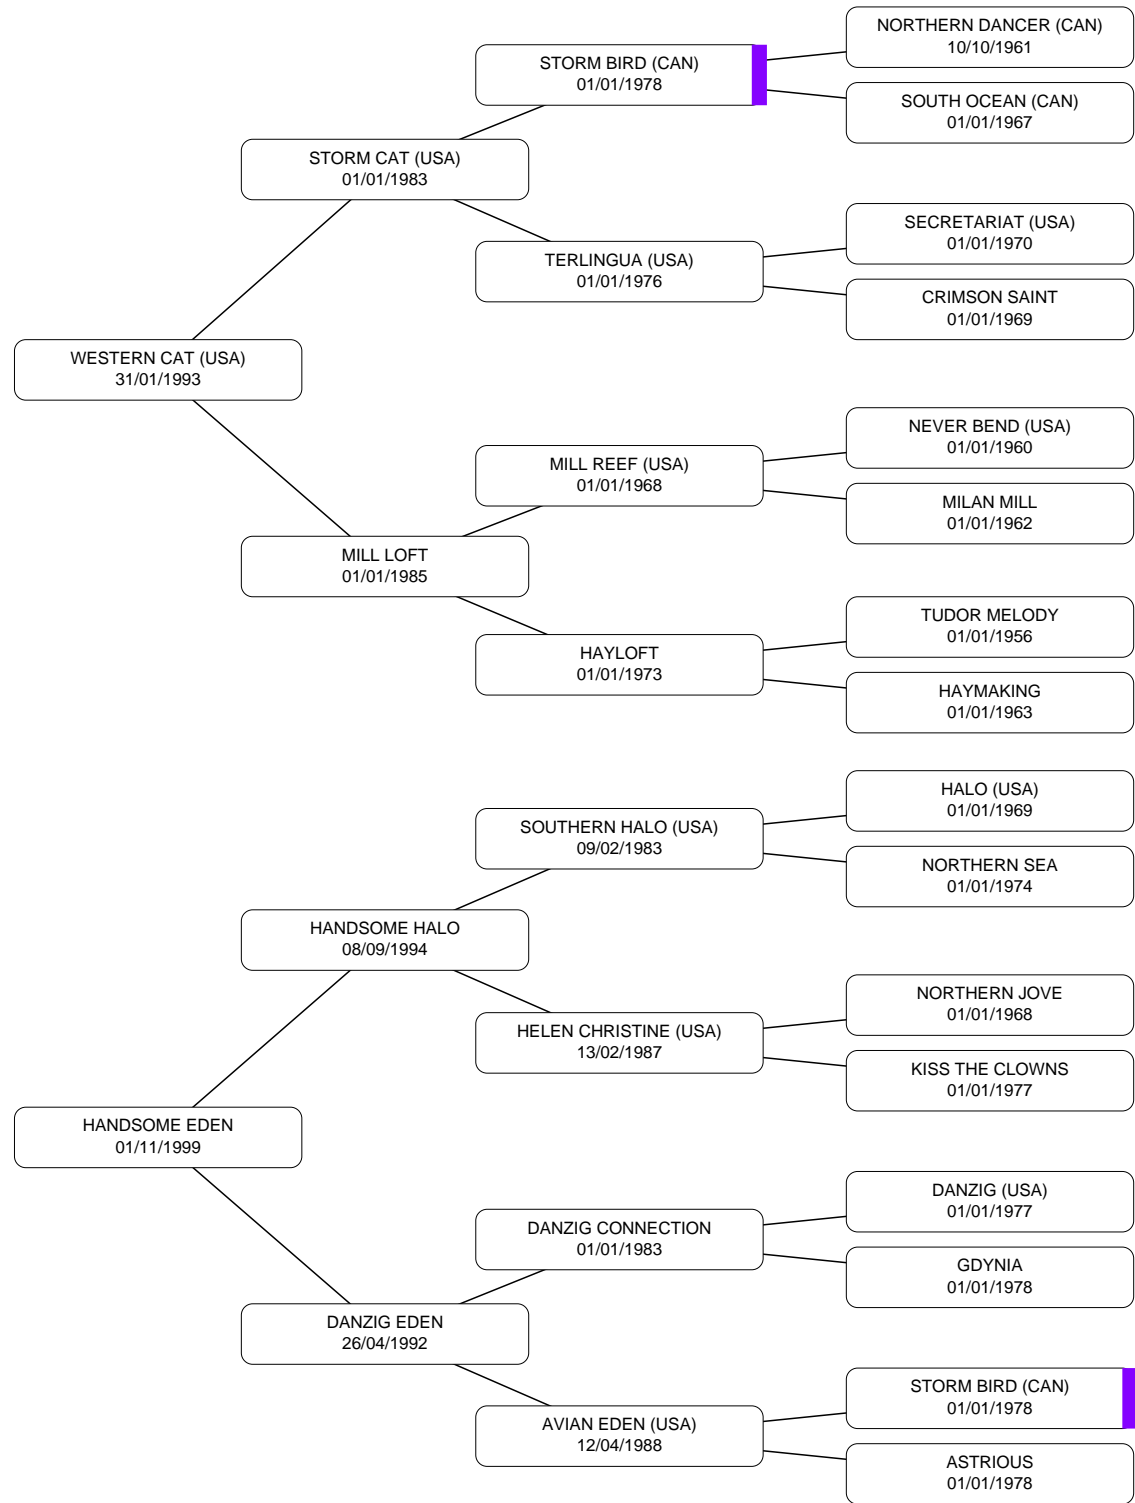 NORTHERN DANCER (CAN)
10/10/1961
STORM BIRD (CAN)
01/01/1978
SOUTH OCEAN (CAN)
01/01/1967
STORM CAT (USA)
01/01/1983
SECRETARIAT (USA)
01/01/1970
TERLINGUA (USA)
01/01/1976
CRIMSON SAINT
01/01/1969
WESTERN CAT (USA)
31/01/1993
NEVER BEND (USA)
01/01/1960
MILL REEF (USA)
01/01/1968
MILAN MILL
01/01/1962
MILL LOFT
01/01/1985
TUDOR MELODY
01/01/1956
HAYLOFT
01/01/1973
HAYMAKING
01/01/1963
HALO (USA)
01/01/1969
SOUTHERN HALO (USA)
09/02/1983
NORTHERN SEA
01/01/1974
HANDSOME HALO
08/09/1994
NORTHERN JOVE
01/01/1968
HELEN CHRISTINE (USA)
13/02/1987
KISS THE CLOWNS
01/01/1977
HANDSOME EDEN
01/11/1999
DANZIG (USA)
01/01/1977
DANZIG CONNECTION
01/01/1983
GDYNIA
01/01/1978
DANZIG EDEN
26/04/1992
STORM BIRD (CAN)
01/01/1978
AVIAN EDEN (USA)
12/04/1988
ASTRIOUS
01/01/1978